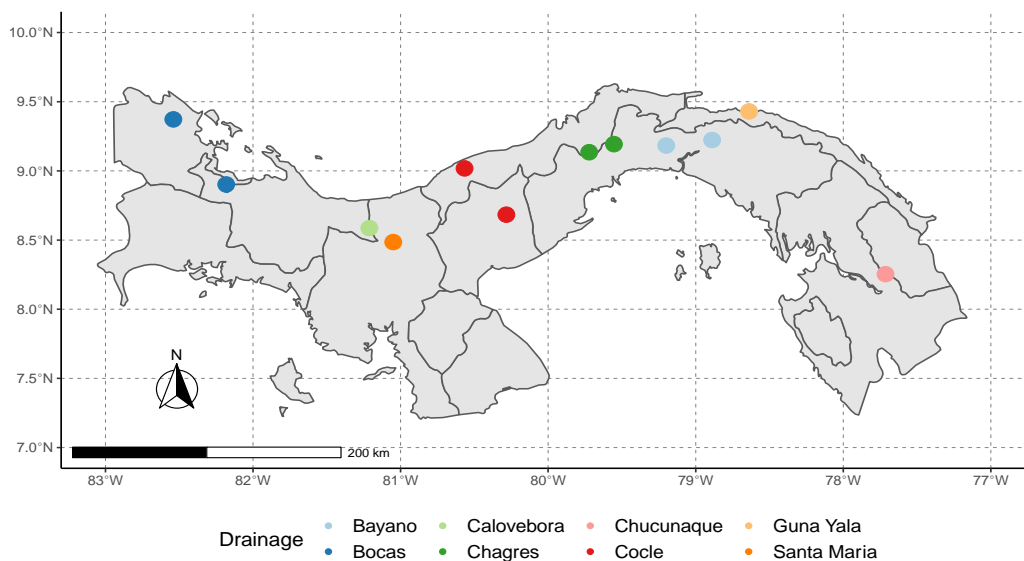 10.0°N
9.5°N
9.0°N
8.5°N
8.0°N
7.5°N
7.0°N
N
200 km
83°W 82°W 81°W 80°W 79°W 78°W 77°W
Drainage
Bayano Calovebora Chucunaque Guna Yala
Bocas Chagres Cocle Santa Maria